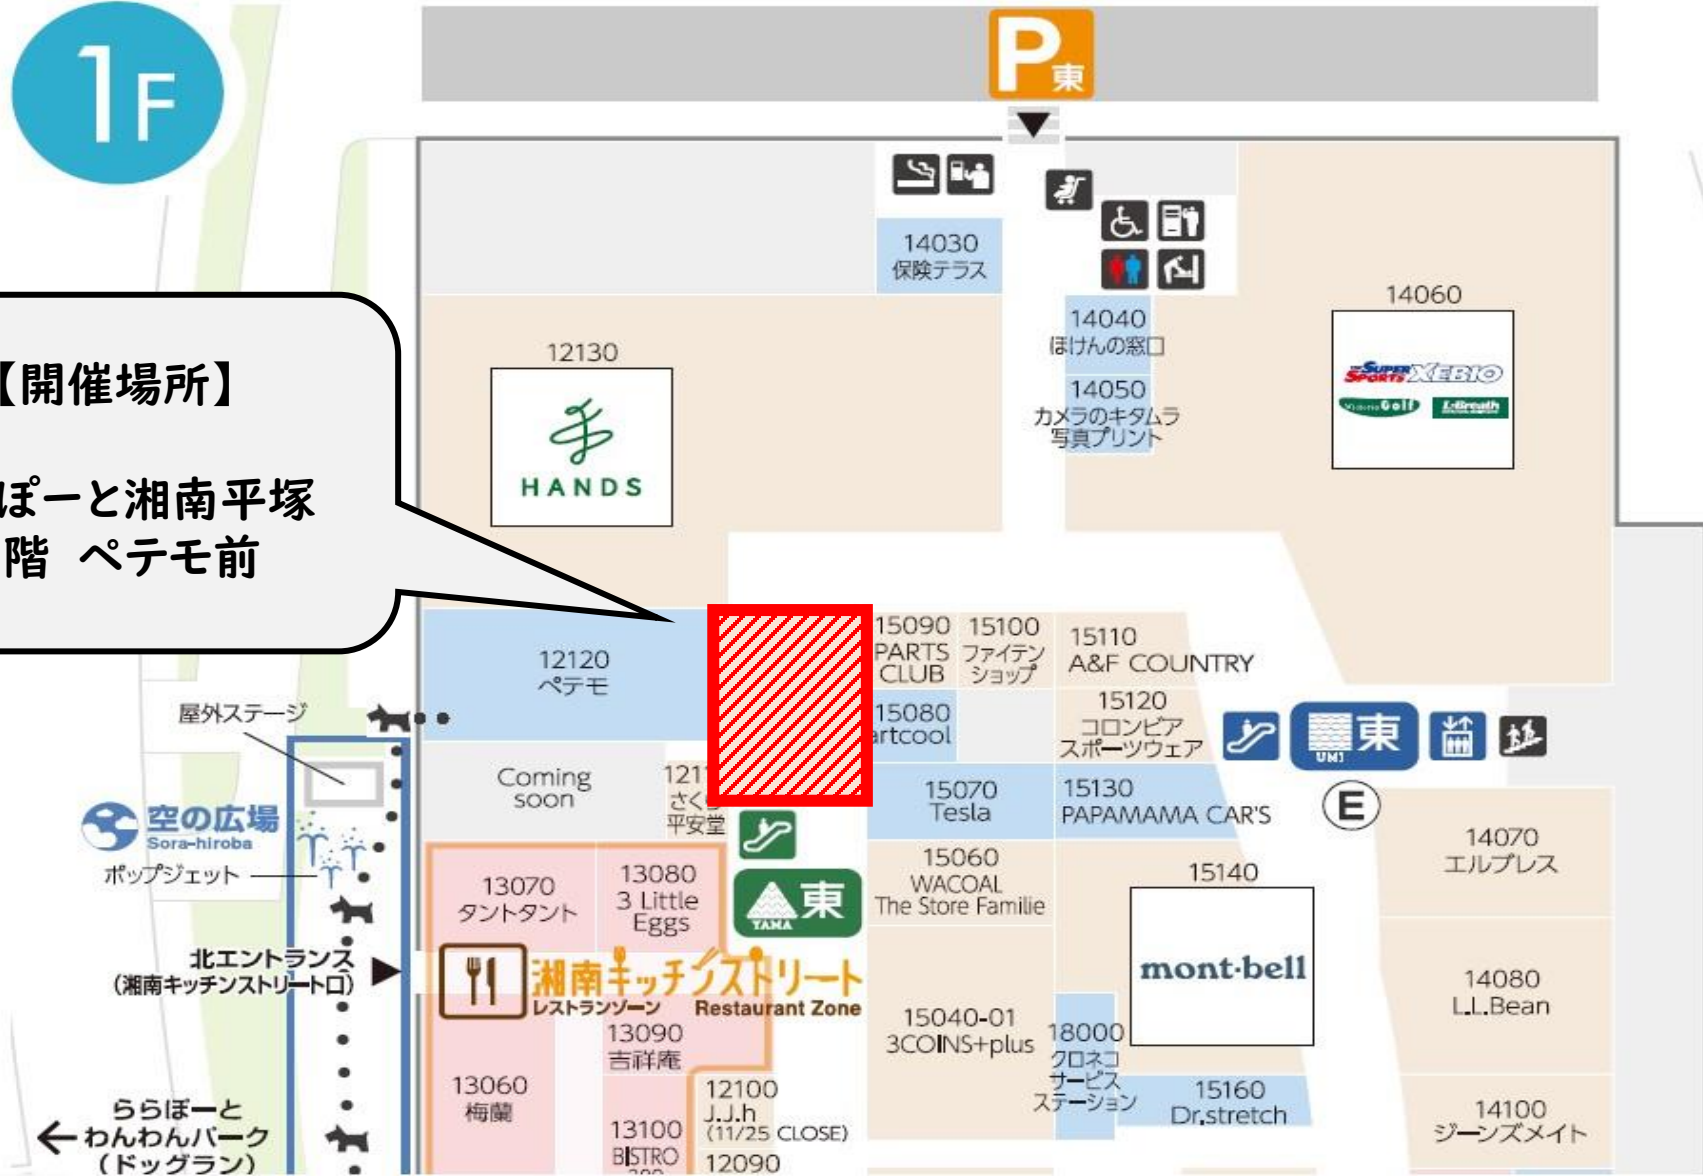 1F
P東
14030
保険テラス
14040
ほけんの窓口
14050
カメラのキタムラ
写真プリント
14060
SUPER SPORTS XEBIO
Victoria Golf
L-Breath
【開催場所】
ぽーと湘南平塚
階 ペテモ前
12130
HANDS
12120
ペテモ
15090
PARTS
CLUB
15100
ファイテン
ショップ
15110
A&F COUNTRY
15080
artcool
15120
コロンビア
スポーツウェア
UMI
東
E
屋外ステージ
空の広場
Sora-hiroba
ポップジェット
Coming
soon
1211
さくら
平安堂
15070
Tesla
15130
PAPAMAMA CAR'S
14070
エルブレス
13070
タントタント
13080
3 Little
Eggs
YAMA
東
15060
WACOAL
The Store Familie
15140
mont-bell
北エントランス
(湘南キッチンストリート口)
湘南キッチンストリート
レストランゾーン Restaurant Zone
15040-01
3COINS+plus
14080
L.L.Bean
13090
吉祥庵
18000
クロネコ
サービス
ステーション
13060
梅蘭
12100
J.J.h
(11/25 CLOSE)
15160
Dr.stretch
14100
ジーンズメイト
ららぽーと
わんわんパーク
(ドッグラン)
13100
BISTRO
12090